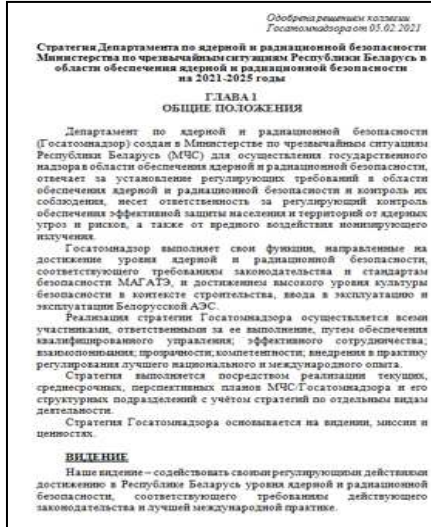 Одобрена решением коллегии
Госатомнадзора от 05.02.2021
Стратегия Департамента по ядерной и радиационной безопасности
Министерства по чрезвычайным ситуациям Республики Беларусь в
области обеспечения ядерной и радиационной безопасности
на 2021-2025 годы
ГЛАВА 1
ОБЩИЕ ПОЛОЖЕНИЯ
Департамент по ядерной и радиационной безопасности
(Госатомнадзор) создан в Министерстве по чрезвычайным ситуациям
Республики Беларусь (МЧС) для осуществления государственного
надзора в области обеспечения ядерной и радиационной безопасности,
отвечает за установление регулирующих требований в области
обеспечения ядерной и радиационной безопасности и контроль их
соблюдения, несет ответственность за регулирующий контроль
обеспечения эффективной защиты населения и территорий от ядерных
угроз и рисков, а также от вредного воздействия ионизирующего
излучения.
Госатомнадзор выполняет свои функции, направленные на
достижение уровня ядерной и радиационной безопасности,
соответствующего требованиям законодательства и стандартам
безопасности МАГАТЭ, и достижением высокого уровня культуры
безопасности в контексте строительства, ввода в эксплуатацию и
эксплуатации Белорусской АЭС.
Реализация стратегии Госатомнадзора осуществляется всеми
участниками, ответственными за ее выполнение, путем обеспечения
квалифицированного управления; эффективного сотрудничества;
взаимопонимания; прозрачности; компетентности; внедрения в практику
регулирования лучшего национального и международного опыта.
Стратегия выполняется посредством реализации текущих,
среднесрочных, перспективных планов МЧС/Госатомнадзора и его
структурных подразделений с учётом стратегий по отдельным видам
деятельности.
Стратегия Госатомнадзора основывается на видении, миссии и
ценностях.
ВИДЕНИЕ
Наше видение – содействовать своими регулирующими действиями
достижению в Республике Беларусь уровня ядерной и радиационной
безопасности, соответствующего требованиям действующего
законодательства и лучшей международной практике.